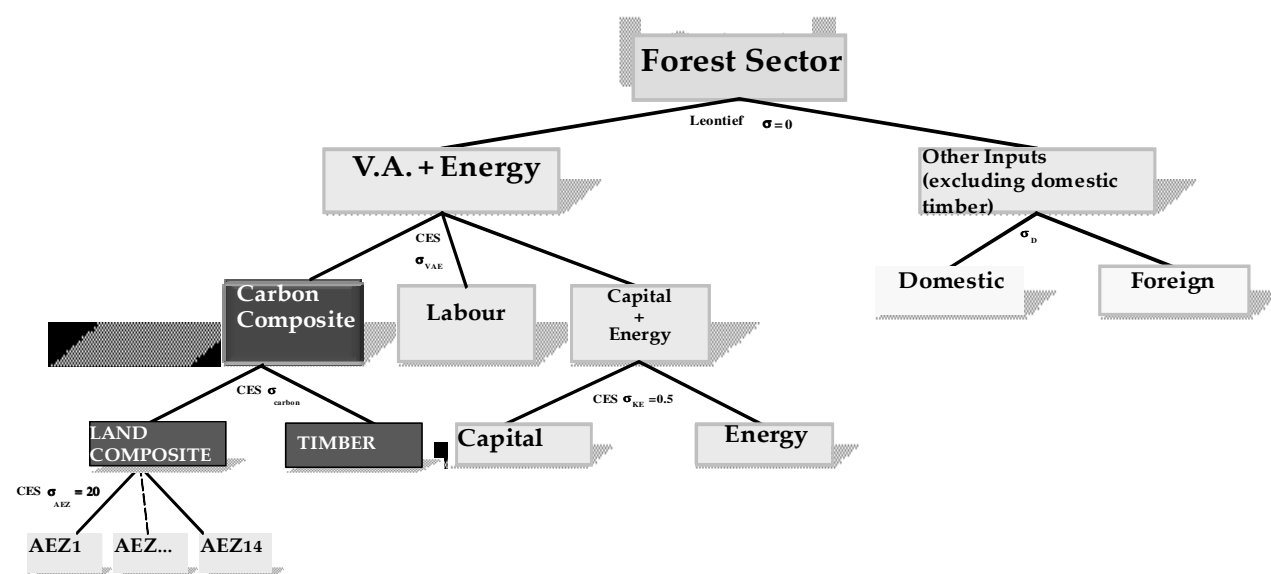 Forest Sector
Leontief σ = 0
V.A. + Energy
Other Inputs
(excluding domestic
timber)
CES
σVAE
σD
Carbon
Composite
Labour
Capital
+
Energy
Domestic
Foreign
CES σcarbon
CES σKE =0.5
LAND
COMPOSITE
TIMBER
Capital
Energy
CES σAEZ = 20
AEZ1
AEZ...
AEZ14